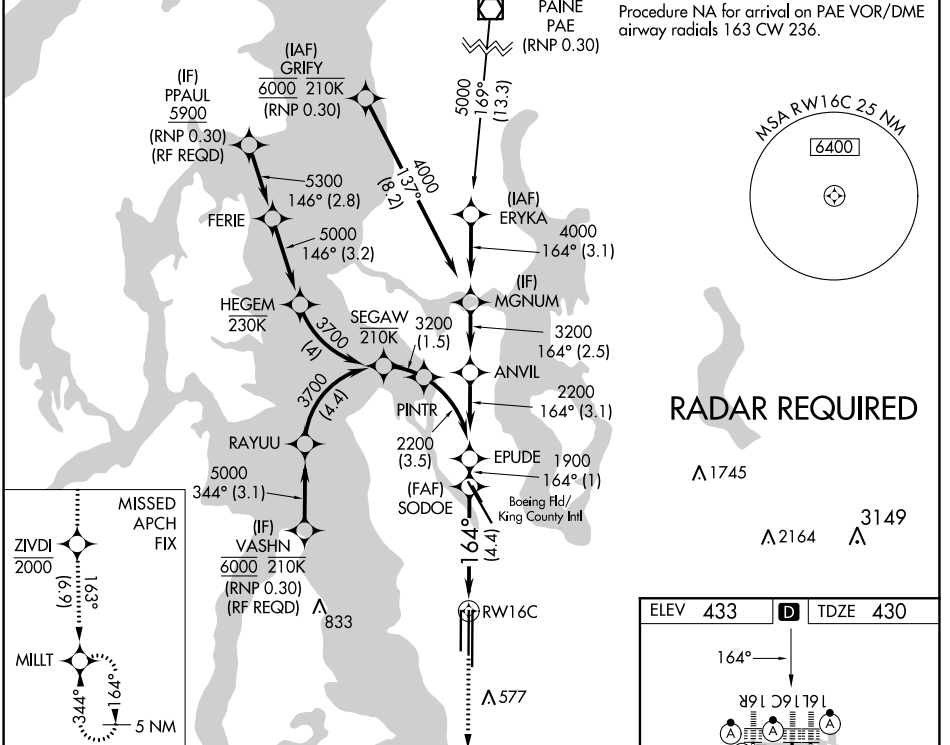 PAINE
PAE
(RNP 0.30)
Procedure NA for arrival on PAE VOR/DME
airway radials 163 CW 236.
(IAF)
GRIFY
6000 210K
(RNP 0.30)
(IF)
PPAUL
5900
(RNP 0.30)
(RF REQD)
5000
169°
(13.3)
MSA RW16C 25 NM
6400
4000
137°
(8.2)
5300
146° (2.8)
FERIE
(IAF)
ERYKA
4000
164° (3.1)
5000
146° (3.2)
(IF)
MGNUM
HEGEM
230K
3700
(4)
SEGAW
210K
3200
(1.5)
3200
164° (2.5)
ANVIL
3700
(4.4)
PINTR
2200
164° (3.1)
RADAR REQUIRED
RAYUU
2200
(3.5)
EPUDE
1900
164° (1)
5000
344° (3.1)
(FAF)
SODOE
Boeing Fld/
King County Intl
1745
MISSED
APCH
FIX
(IF)
VASHN
6000 210K
(RNP 0.30)
(RF REQD)
164°
(4.4)
2164
3149
ZIVDI
2000
163°
(6.9)
833
RW16C
ELEV 433
D
TDZE 430
MILLT
344°
164°
5 NM
577
164°
16R 16C 16L
A
A
A